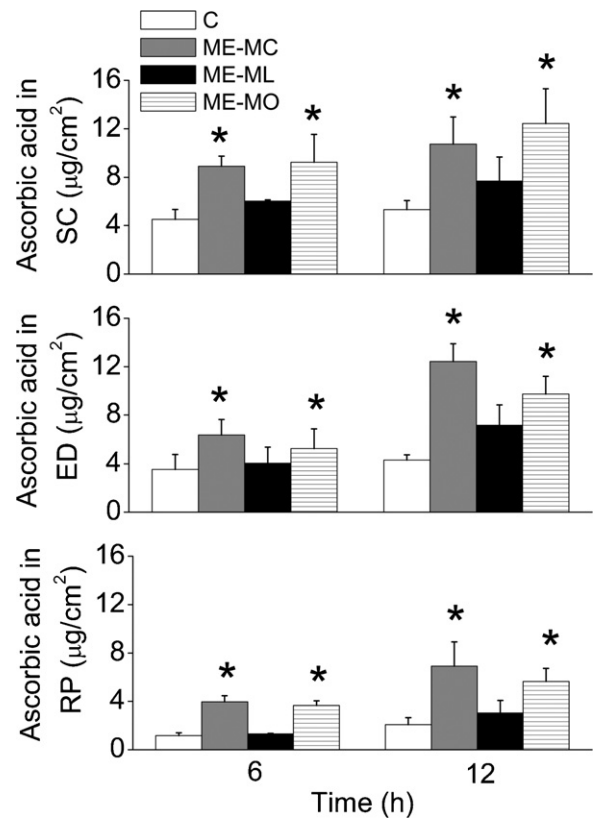 C
ME-MC
ME-ML
ME-MO
Ascorbic acid in
SC (μg/cm²)
16
12
8
4
0
* * * *
Ascorbic acid in
ED (μg/cm²)
16
12
8
4
0
* * * *
Ascorbic acid in
RP (μg/cm²)
16
12
8
4
0
* * * *
6 12
Time (h)